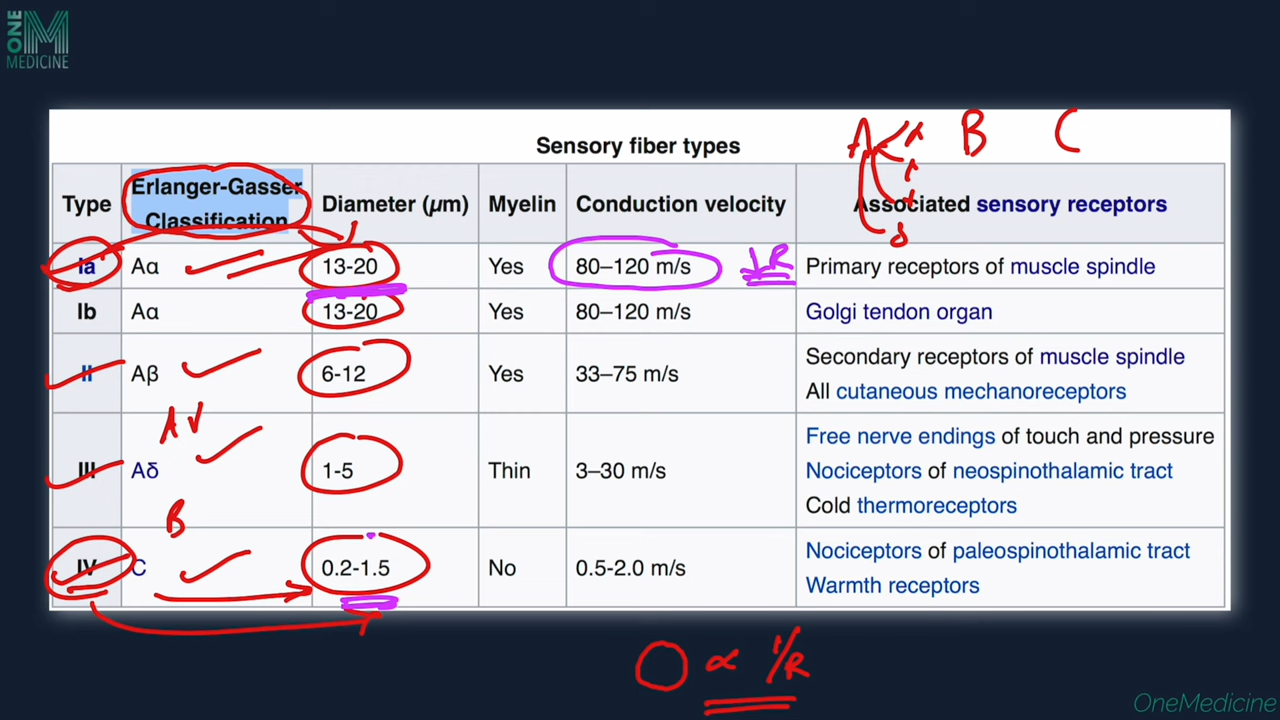 ONE
M
MEDICINE
Sensory fiber types
A α B C
Type Erlanger-Gasser Classification Diameter (µm) Myelin Conduction velocity Associated sensory receptors
δ
Ia Aα 13-20 Yes 80–120 m/s ↓R Primary receptors of muscle spindle
Ib Aα 13-20 Yes 80–120 m/s Golgi tendon organ
II Aβ 6-12 Yes 33–75 m/s Secondary receptors of muscle spindle
All cutaneous mechanoreceptors
Aγ
Free nerve endings of touch and pressure
III Aδ 1-5 Thin 3–30 m/s Nociceptors of neospinothalamic tract
Cold thermoreceptors
B
Nociceptors of paleospinothalamic tract
IV C 0.2-1.5 No 0.5-2.0 m/s
Warmth receptors
∝ 1/R
OneMedicine